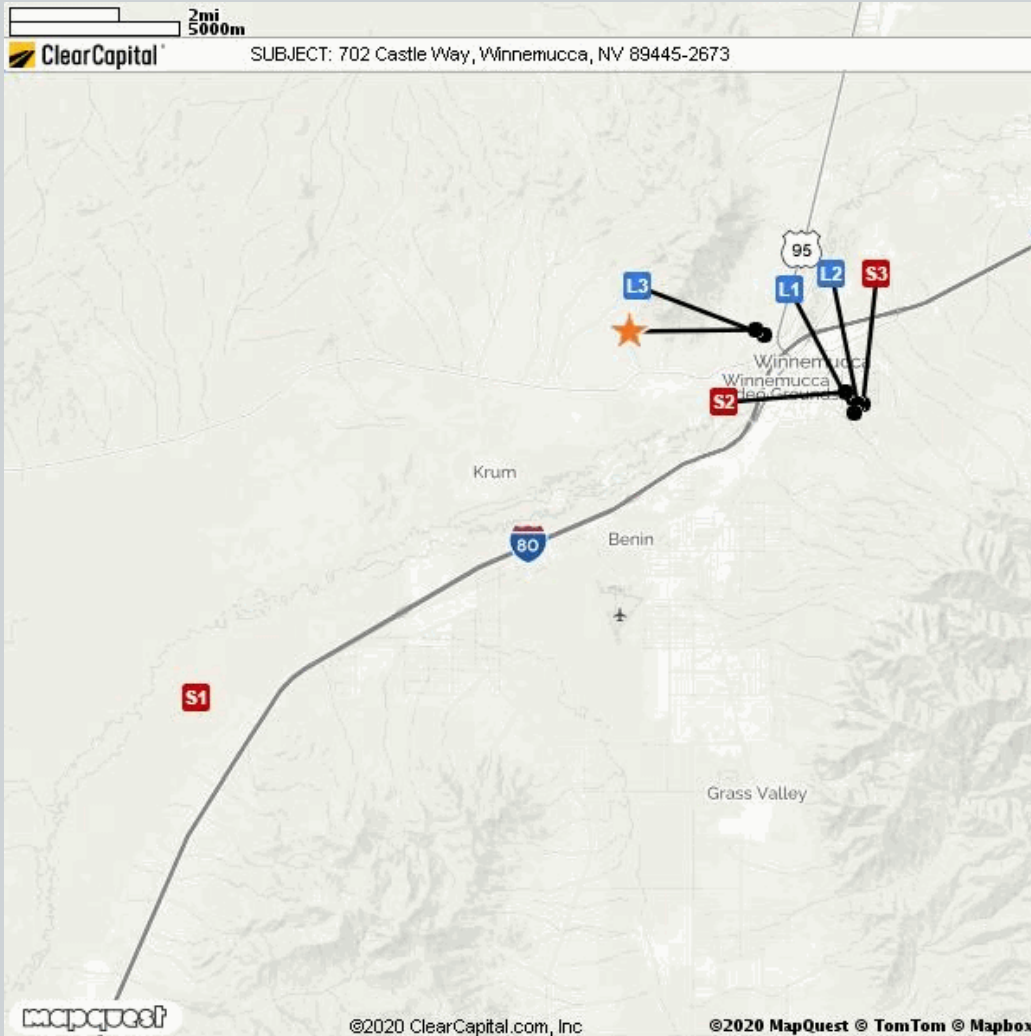 2mi
5000m
ClearCapital
SUBJECT: 702 Castle Way, Winnemucca, NV 89445-2673
95
L3
L1
L2
S3
Winnemucca
Winnemucca
Grounds
S2
Krum
80
Benin
S1
Grass Valley
mapquest
©2020 ClearCapital.com, Inc
©2020 MapQuest © TomTom © Mapbox